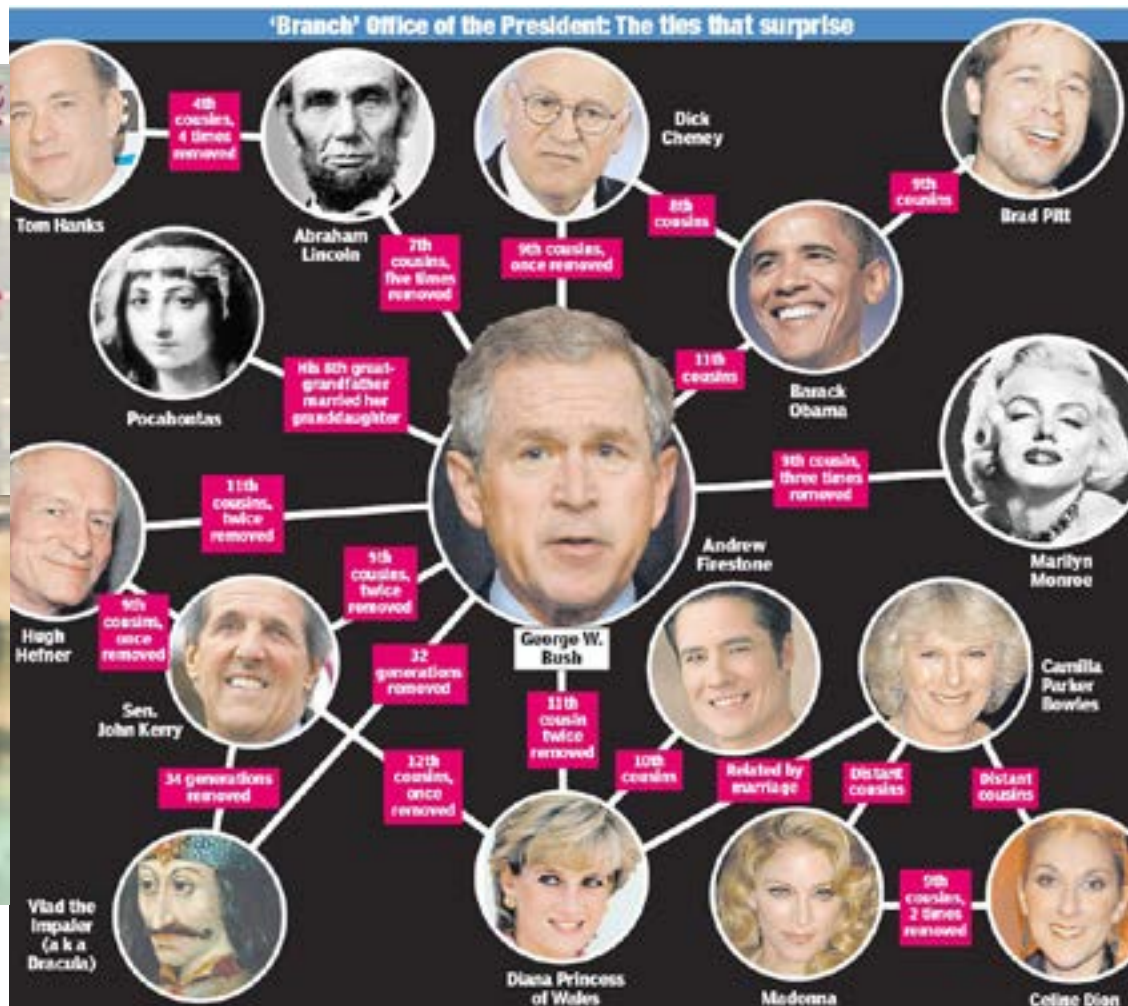 'Branch' Office of the President: The ties that surprise
4th
cousins,
4 times
removed
Tom Hanks
Abraham
Lincoln
7th
cousins,
five times
removed
Dick
Cheney
9th cousins,
once removed
8th
cousins
9th
cousins
Brad Pitt
Barack
Obama
11th
cousins
Pocahontas
His 8th great-
grandfather
married her
granddaughter
9th cousin,
three times
removed
Marilyn
Monroe
11th
cousins,
twice
removed
Hugh
Hefner
9th
cousins,
once
removed
9th
cousins,
twice
removed
Sen.
John Kerry
George W.
Bush
32
generations
removed
34 generations
removed
Vlad the
Impaler
(a k a
Dracula)
12th
cousins,
once
removed
11th
cousin
twice
removed
Andrew
Firestone
10th
cousins
Related by
marriage
Diana Princess
of Wales
Camilla
Parker
Bowles
Distant
cousins
Distant
cousins
Madonna
9th
cousins,
2 times
removed
Celine Dion